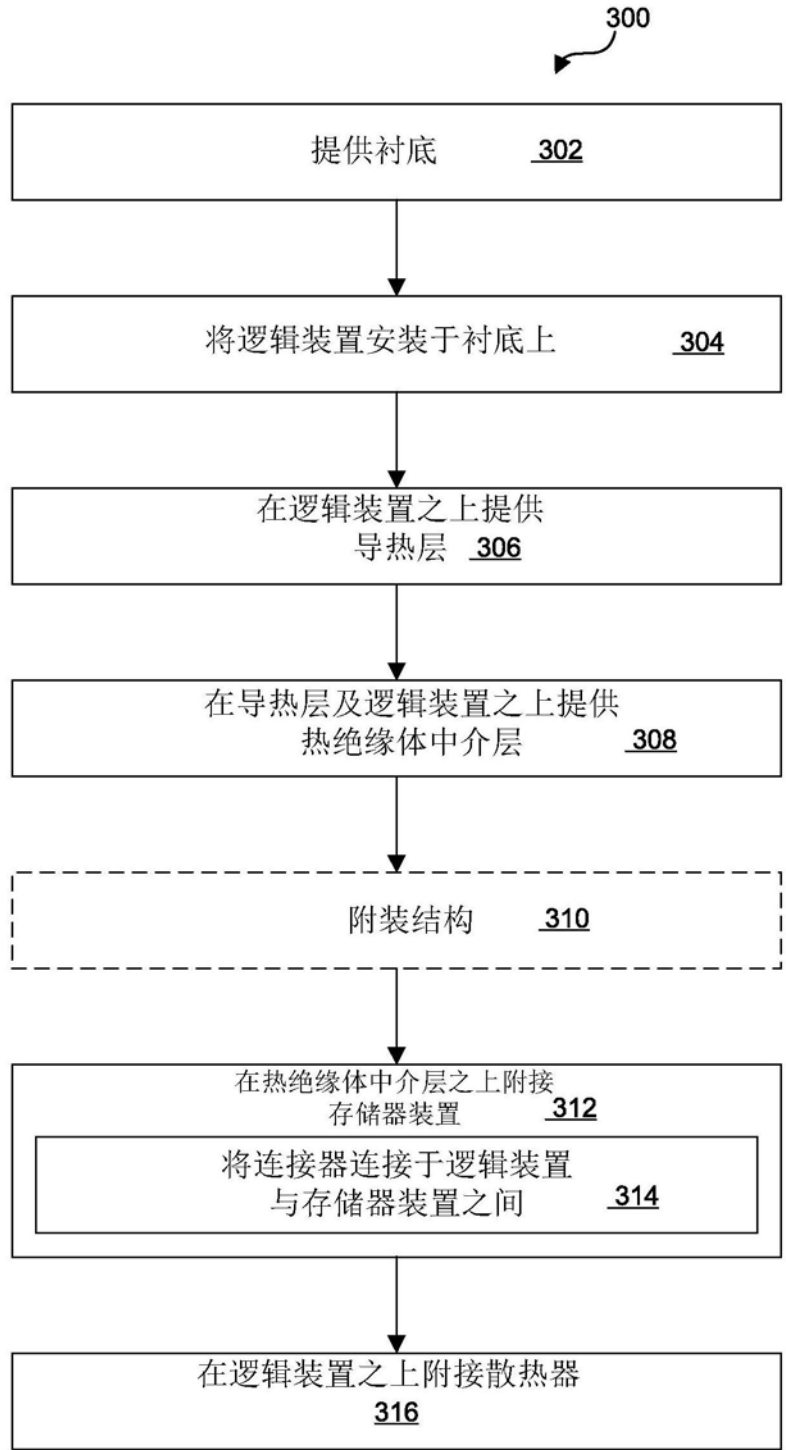 300
提供衬底 302
将逻辑装置安装于衬底上 304
在逻辑装置之上提供
导热层 306
在导热层及逻辑装置之上提供
热绝缘体中介层 308
附装结构 310
在热绝缘体中介层之上附接
存储器装置 312
将连接器连接于逻辑装置
与存储器装置之间 314
在逻辑装置之上附接散热器
316